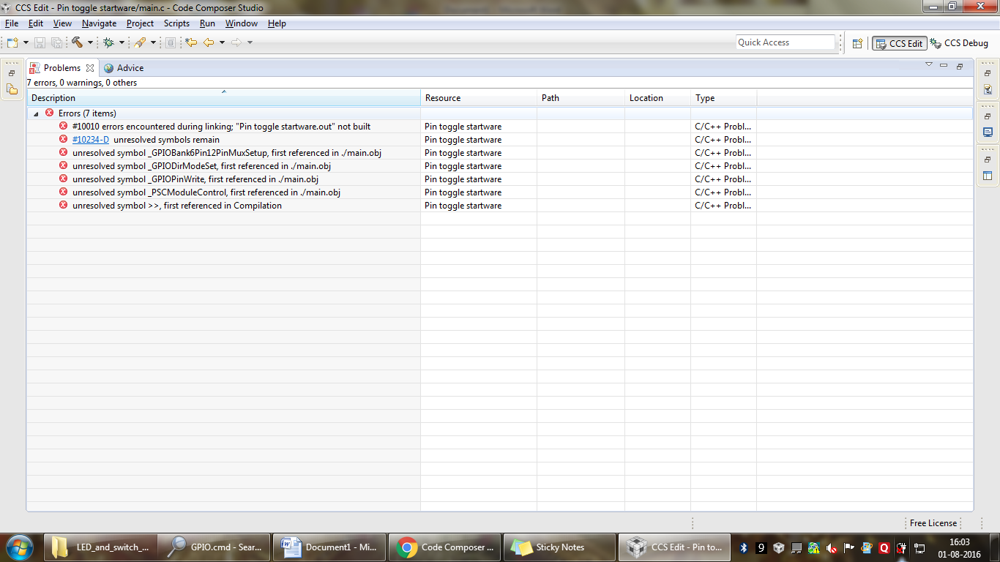 CCS Edit - Pin toggle startware/main.c - Code Composer Studio
File Edit View Navigate Project Scripts Run Window Help
Quick Access
CCS Edit
CCS Debug
Problems
Advice
7 errors, 0 warnings, 0 others
Description Resource Path Location Type
Errors (7 items)
#10010 errors encountered during linking; "Pin toggle startware.out" not built Pin toggle startware C/C++ Probl...
#10234-D unresolved symbols remain Pin toggle startware C/C++ Probl...
unresolved symbol _GPIOBank6Pin12PinMuxSetup, first referenced in ./main.obj Pin toggle startware C/C++ Probl...
unresolved symbol _GPIODirModeSet, first referenced in ./main.obj Pin toggle startware C/C++ Probl...
unresolved symbol _GPIOPinWrite, first referenced in ./main.obj Pin toggle startware C/C++ Probl...
unresolved symbol _PSCModuleControl, first referenced in ./main.obj Pin toggle startware C/C++ Probl...
unresolved symbol >>, first referenced in Compilation Pin toggle startware C/C++ Probl...
Free License
LED_and_switch_... GPIO.cmd - Sear... Document1 - Mi... Code Composer ... Sticky Notes CCS Edit - Pin to... 9 Q 16:03
01-08-2016